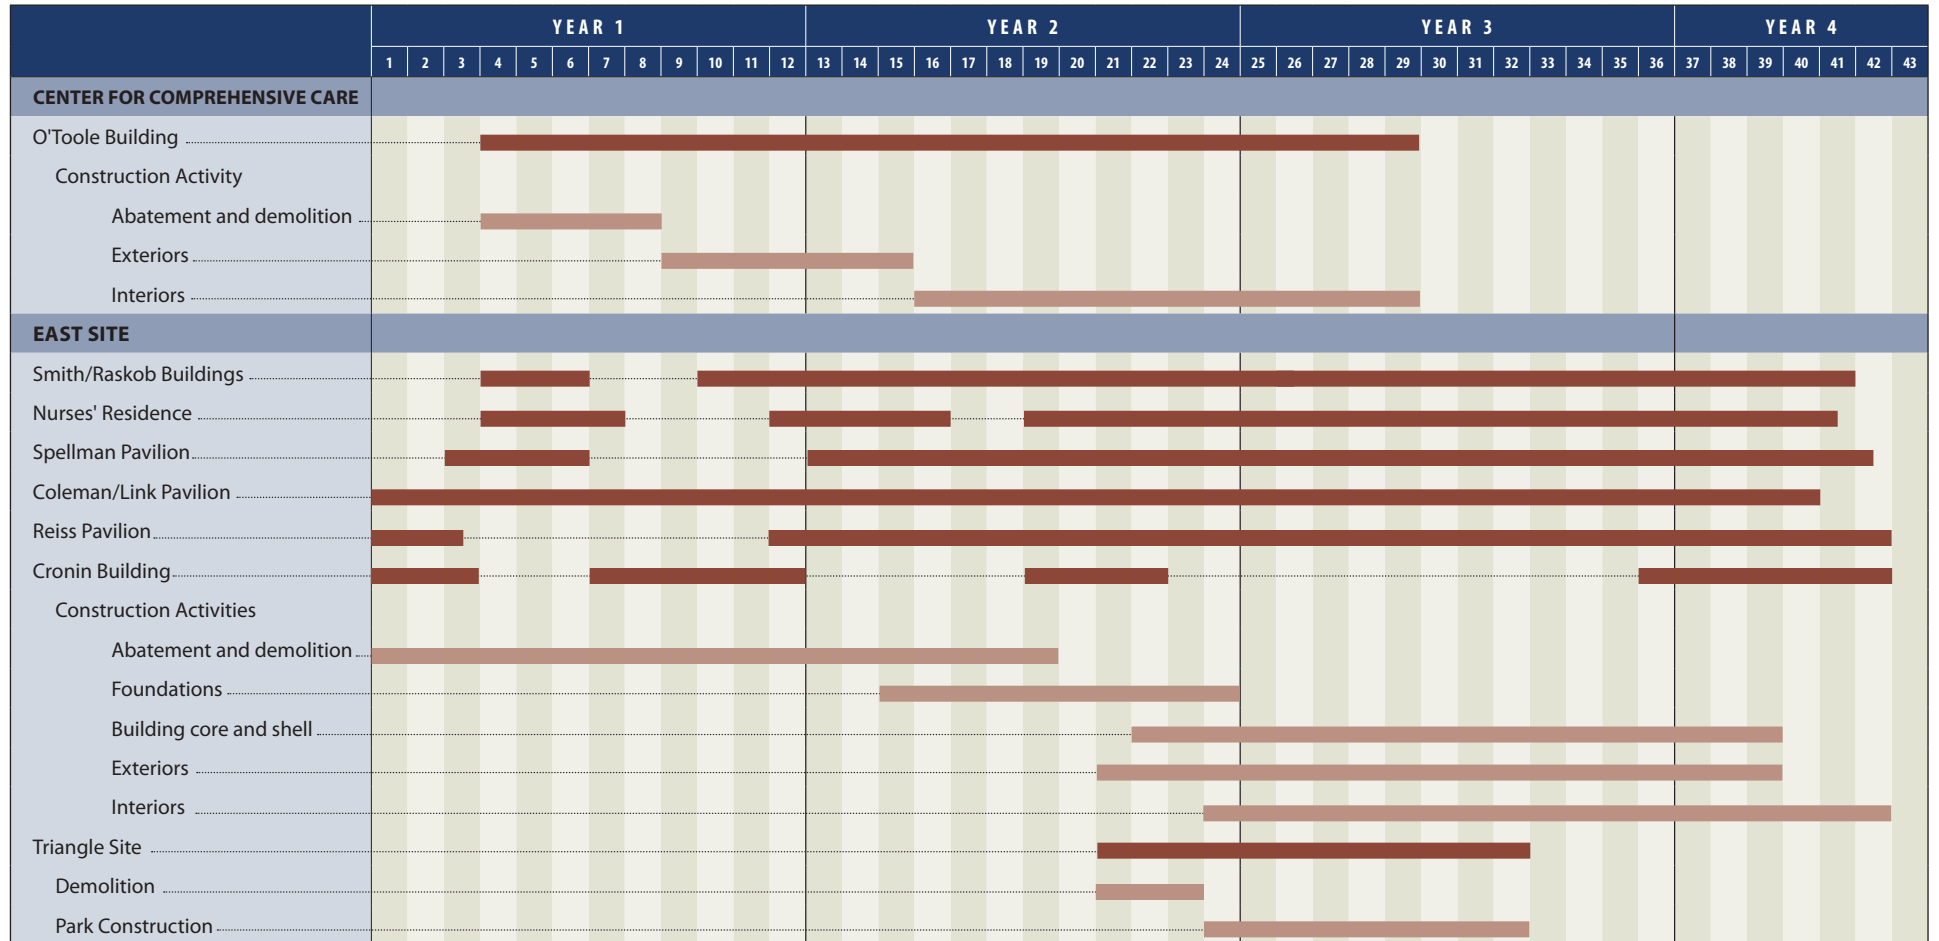 YEAR 1 YEAR 2 YEAR 3 YEAR 4
1 2 3 4 5 6 7 8 9 10 11 12 13 14 15 16 17 18 19 20 21 22 23 24 25 26 27 28 29 30 31 32 33 34 35 36 37 38 39 40 41 42 43
CENTER FOR COMPREHENSIVE CARE
O'Toole Building
Construction Activity
Abatement and demolition
Exteriors
Interiors
EAST SITE
Smith/Raskob Buildings
Nurses' Residence
Spellman Pavilion
Coleman/Link Pavilion
Reiss Pavilion
Cronin Building
Construction Activities
Abatement and demolition
Foundations
Building core and shell
Exteriors
Interiors
Triangle Site
Demolition
Park Construction